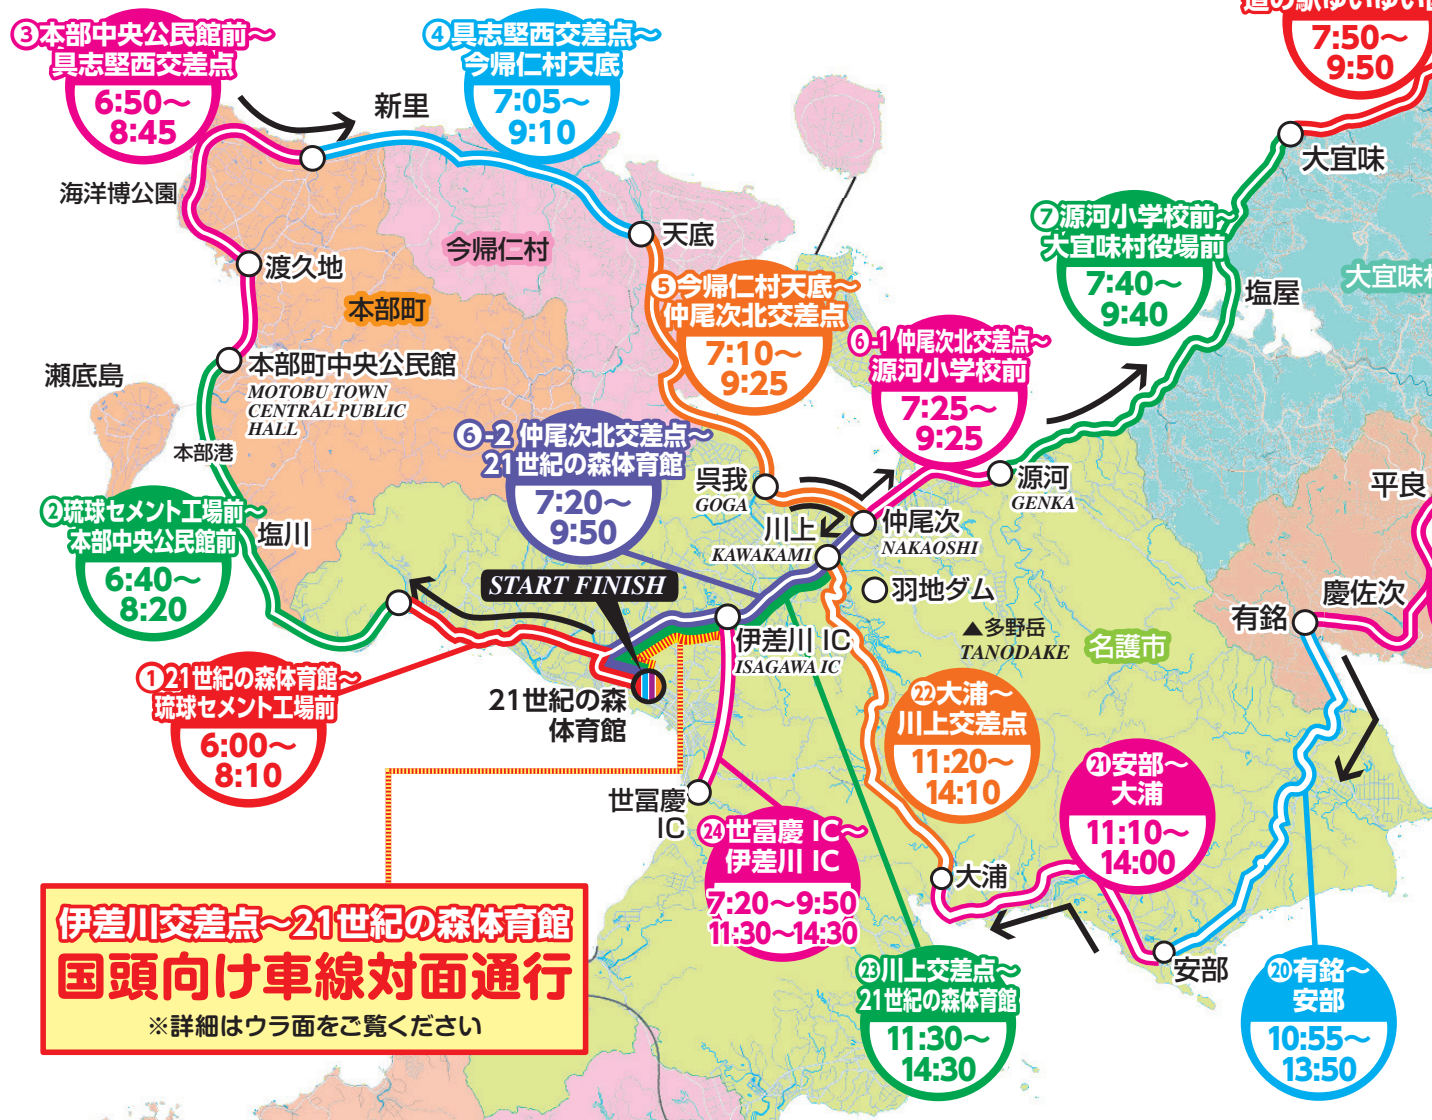 道の駅ゆいゆい
7:50～
9:50
③本部中央公民館前～
具志堅西交差点
6:50～
8:45
④具志堅西交差点～
今帰仁村天底
7:05～
9:10
新里
大宜味
海洋博公園
⑦源河小学校前～
大宜味村役場前
7:40～
9:40
天底
今帰仁村
渡久地
大宜味村
塩屋
本部町
⑤今帰仁村天底～
仲尾次北交差点
7:10～
9:25
⑥-1 仲尾次北交差点～
源河小学校前
7:25～
9:25
瀬底島
本部町中央公民館
MOTOBU TOWN
CENTRAL PUBLIC
HALL
本部港
⑥-2 仲尾次北交差点～
21世紀の森体育館
7:20～
9:50
呉我
GOGA
源河
GENKA
平良
②琉球セメント工場前～
本部中央公民館前
6:40～
8:20
塩川
川上
KAWAKAMI
仲尾次
NAKAOSHI
START FINISH
羽地ダム
慶佐次
有銘
▲多野岳
TANODAKE
名護市
伊差川 IC
ISAGAWA IC
①21世紀の森体育館～
琉球セメント工場前
6:00～
8:10
21世紀の森
体育館
㉒大浦～
川上交差点
11:20～
14:10
㉑安部～
大浦
11:10～
14:00
世冨慶
IC
㉔世冨慶 IC～
伊差川 IC
7:20～9:50
11:30～14:30
大浦
伊差川交差点～21世紀の森体育館
国頭向け車線対面通行
※詳細はウラ面をご覧ください
安部
㉓川上交差点～
21世紀の森体育館
11:30～
14:30
⑳有銘～
安部
10:55～
13:50